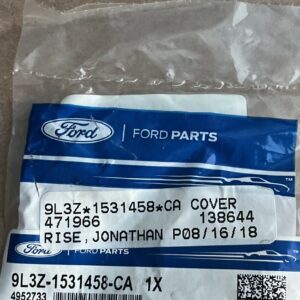 Ford
FORD PARTS
9L3Z*1531458*CA COVER
471966 138644
RISE, JONATHAN P08/16/18
9L3Z-1531458-CA 1X
4952733